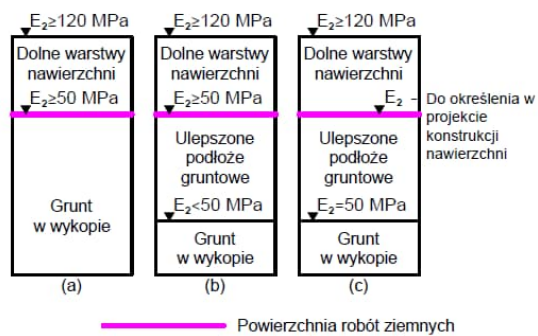 E₂≥120 MPa
Dolne warstwy
nawierzchni
E₂≥50 MPa
Grunt
w wykopie
(a)
E₂≥120 MPa
Dolne warstwy
nawierzchni
E₂≥50 MPa
Ulepszone
podłoże
gruntowe
E₂<50 MPa
Grunt
w wykopie
(b)
E₂≥120 MPa
Dolne warstwy
nawierzchni
E₂ - Do określenia w
projekcie
konstrukcji
nawierzchni
Ulepszone
podłoże
gruntowe
E₂=50 MPa
Grunt
w wykopie
(c)
Powierzchnia robót ziemnych